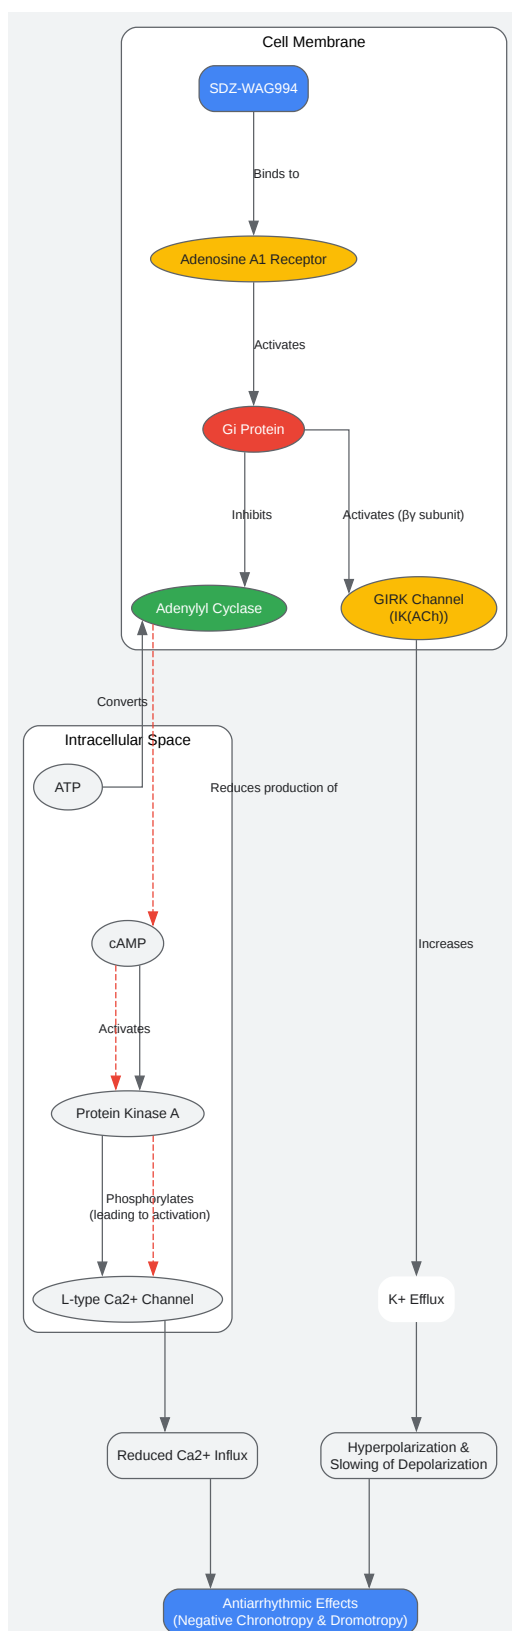 Cell Membrane
SDZ-WAG994
Binds to
Adenosine A1 Receptor
Activates
Gi Protein
Inhibits
Activates (βγ subunit)
Adenylyl Cyclase
GIRK Channel
(IK(ACh))
Converts
Intracellular Space
ATP
Reduces production of
cAMP
Increases
Activates
Protein Kinase A
Phosphorylates
(leading to activation)
L-type Ca2+ Channel
K+ Efflux
Reduced Ca2+ Influx
Hyperpolarization &
Slowing of Depolarization
Antiarrhythmic Effects
(Negative Chronotropy & Dromotropy)